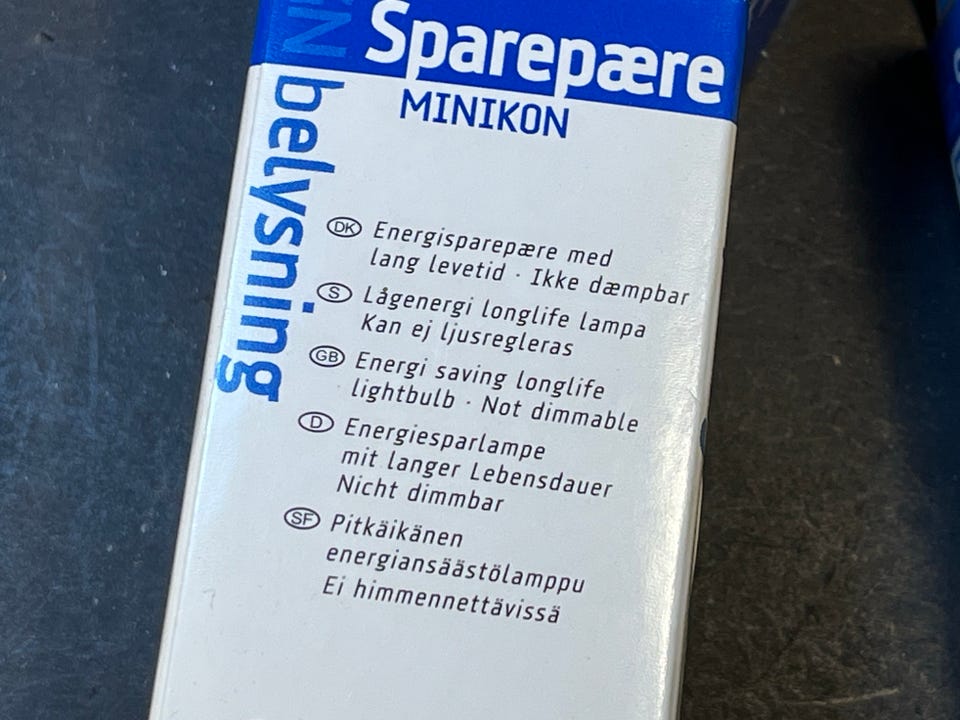 Sparepære
MINIKON
belysning
DK Energisparepære med
lang levetid · Ikke dæmpbar
S Lågenergi longlife lampa
Kan ej ljusregleras
GB Energi saving longlife
lightbulb · Not dimmable
D Energiesparlampe
mit langer Lebensdauer
Nicht dimmbar
SF Pitkäikänen
energiansäästölamppu
Ei himmennettävissä